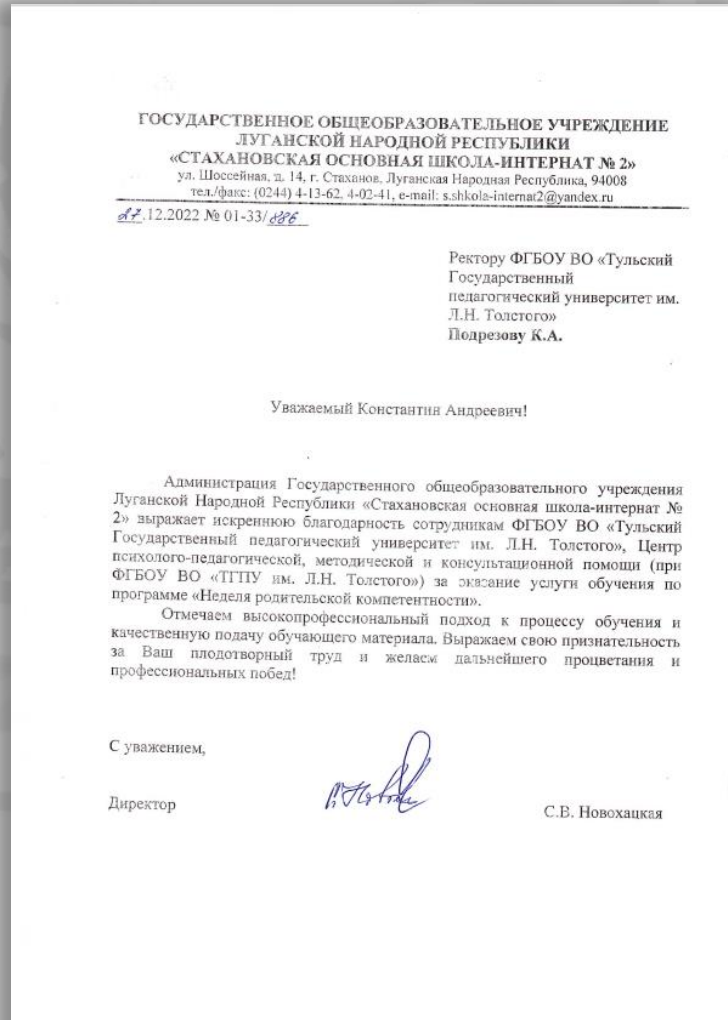 ГОСУДАРСТВЕННОЕ ОБЩЕОБРАЗОВАТЕЛЬНОЕ УЧРЕЖДЕНИЕ
ЛУГАНСКОЙ НАРОДНОЙ РЕСПУБЛИКИ
«СТАХАНОВСКАЯ ОСНОВНАЯ ШКОЛА-ИНТЕРНАТ № 2»
ул. Шоссейная, д. 14, г. Стаханов, Луганская Народная Республика, 94008
тел./факс: (0244) 4-13-62, 4-02-41, e-mail: s.shkola-internat2@yandex.ru
27.12.2022 № 01-33/886
Ректору ФГБОУ ВО «Тульский
Государственный
педагогический университет им.
Л.Н. Толстого»
Подрезову К.А.
Уважаемый Константин Андреевич!
Администрация Государственного общеобразовательного учреждения
Луганской Народной Республики «Стахановская основная школа-интернат №
2» выражает искреннюю благодарность сотрудникам ФГБОУ ВО «Тульский
Государственный педагогический университет им. Л.Н. Толстого», Центр
психолого-педагогической, методической и консультационной помощи (при
ФГБОУ ВО «ТГПУ им. Л.Н. Толстого») за оказание услуги обучения по
программе «Неделя родительской компетентности».
Отмечаем высокопрофессиональный подход к процессу обучения и
качественную подачу обучающего материала. Выражаем свою признательность
за Ваш плодотворный труд и желаем дальнейшего процветания и
профессиональных побед!
С уважением,
Директор
С.В. Новохацкая